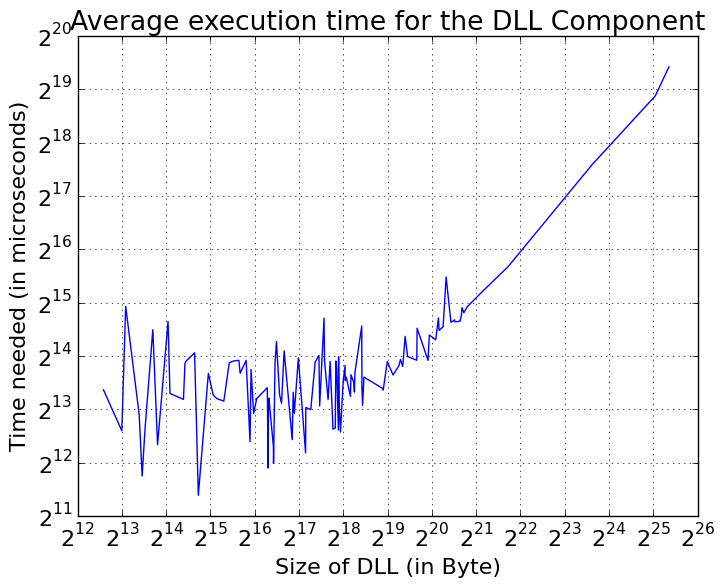 Average execution time for the DLL Component
Time needed (in microseconds)
2^20
2^19
2^18
2^17
2^16
2^15
2^14
2^13
2^12
2^11
2^12 2^13 2^14 2^15 2^16 2^17 2^18 2^19 2^20 2^21 2^22 2^23 2^24 2^25 2^26
Size of DLL (in Byte)